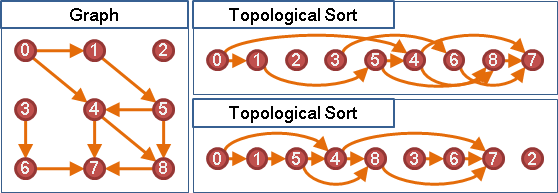 Graph
0 1 2
3 4 5
6 7 8
Topological Sort
0 1 2 3 5 4 6 8 7
Topological Sort
0 1 5 4 8 3 6 7 2